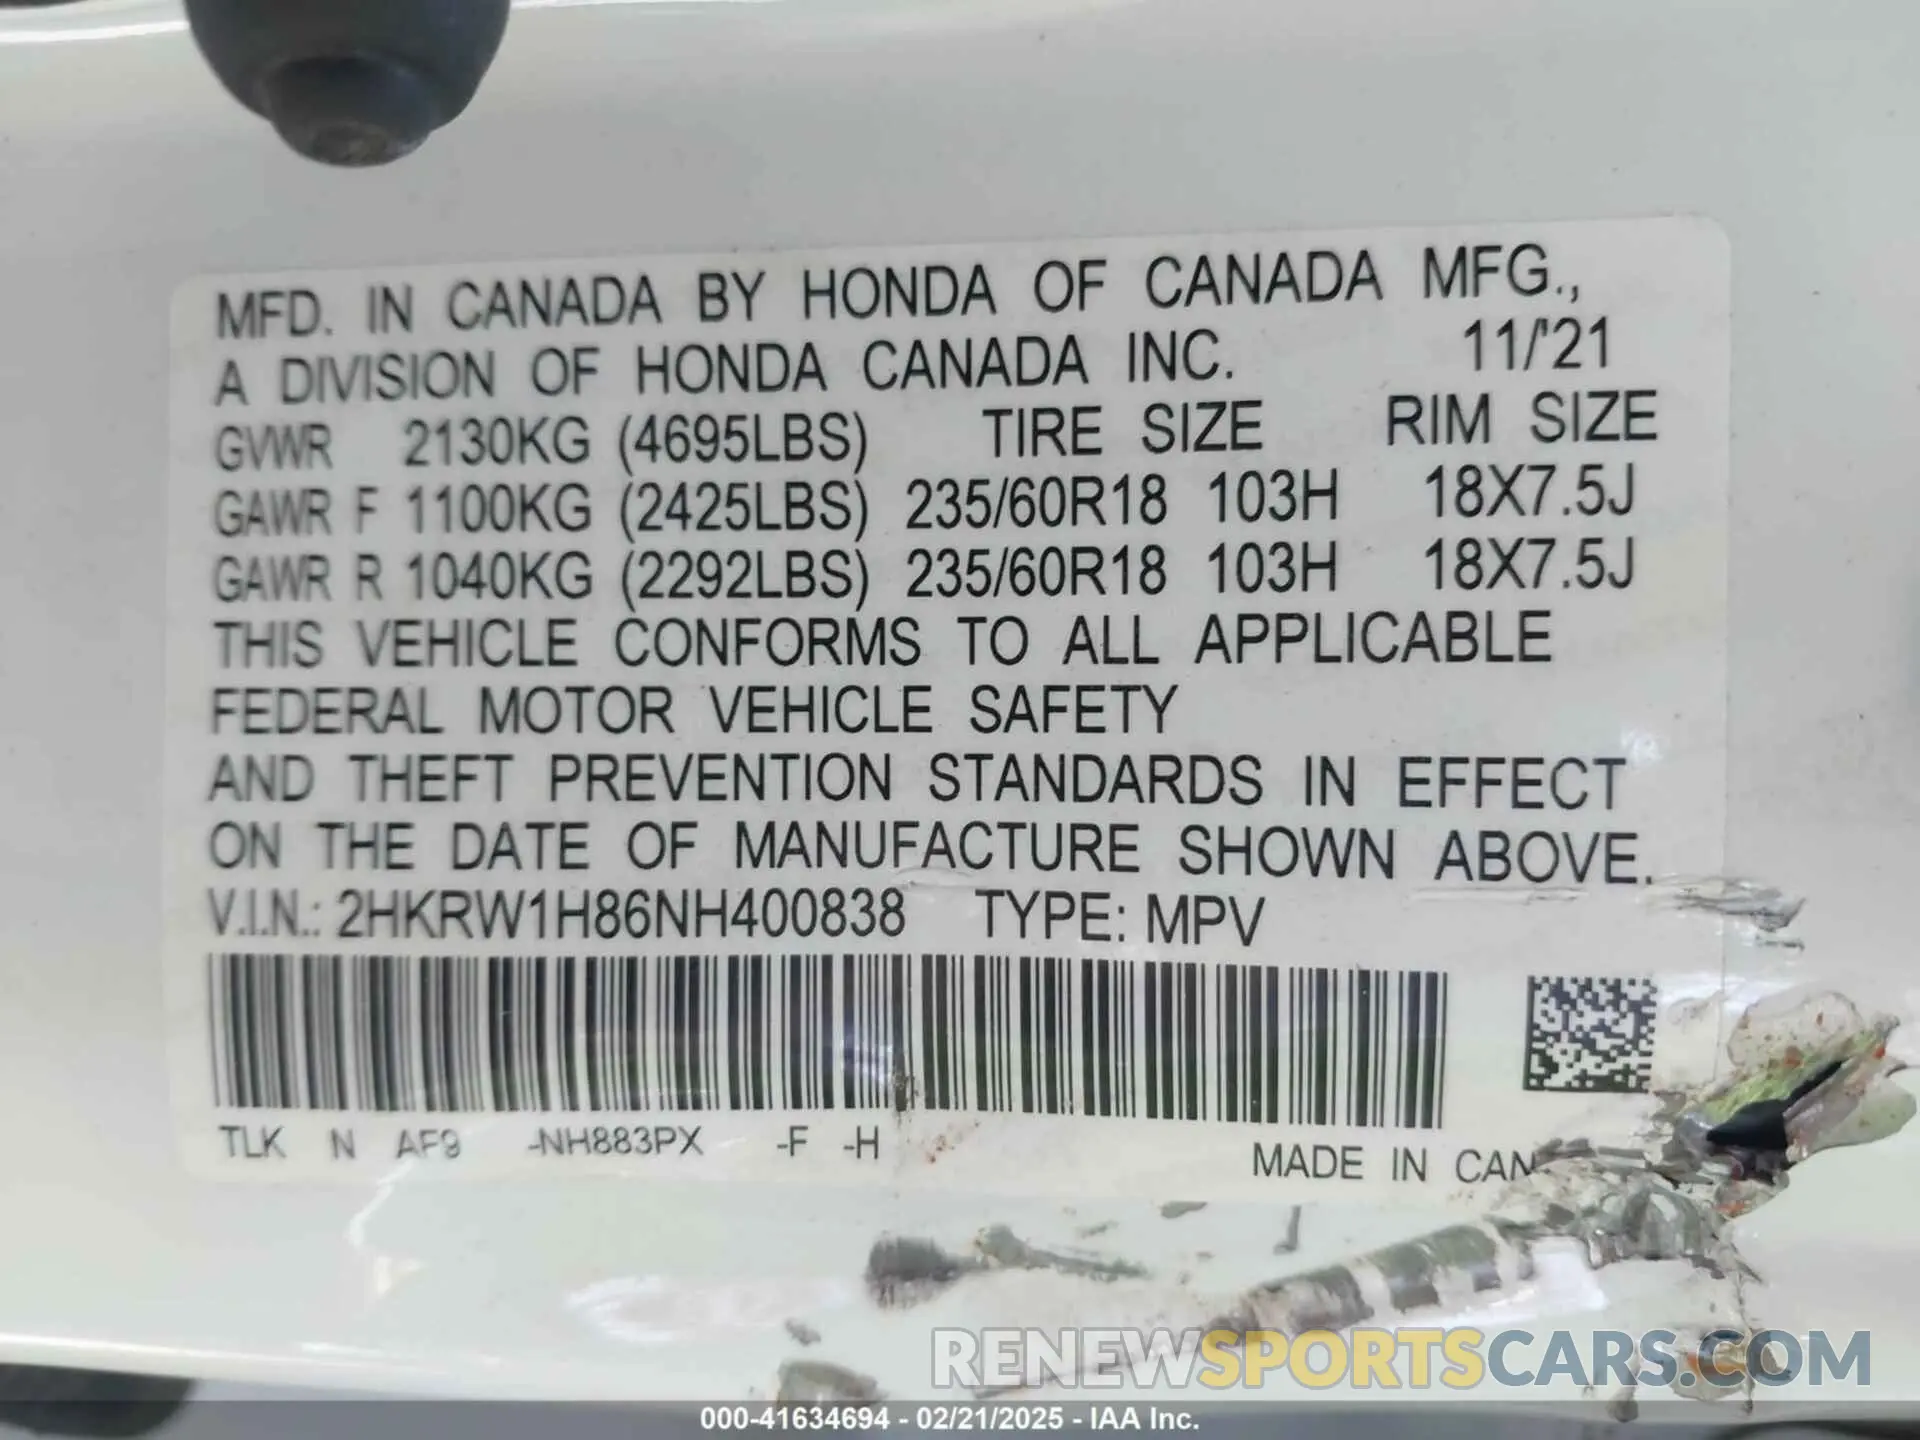 MFD. IN CANADA BY HONDA OF CANADA MFG.,
A DIVISION OF HONDA CANADA INC. 11/'21
GVWR 2130KG (4695LBS) TIRE SIZE RIM SIZE
GAWR F 1100KG (2425LBS) 235/60R18 103H 18X7.5J
GAWR R 1040KG (2292LBS) 235/60R18 103H 18X7.5J
THIS VEHICLE CONFORMS TO ALL APPLICABLE
FEDERAL MOTOR VEHICLE SAFETY
AND THEFT PREVENTION STANDARDS IN EFFECT
ON THE DATE OF MANUFACTURE SHOWN ABOVE.
V.I.N.: 2HKRW1H86NH400838 TYPE: MPV
TLK N AF9 -NH883PX -F -H
MADE IN CAN
RENEWSPORTSCARS.COM
000-41634694 - 02/21/2025 - IAA Inc.